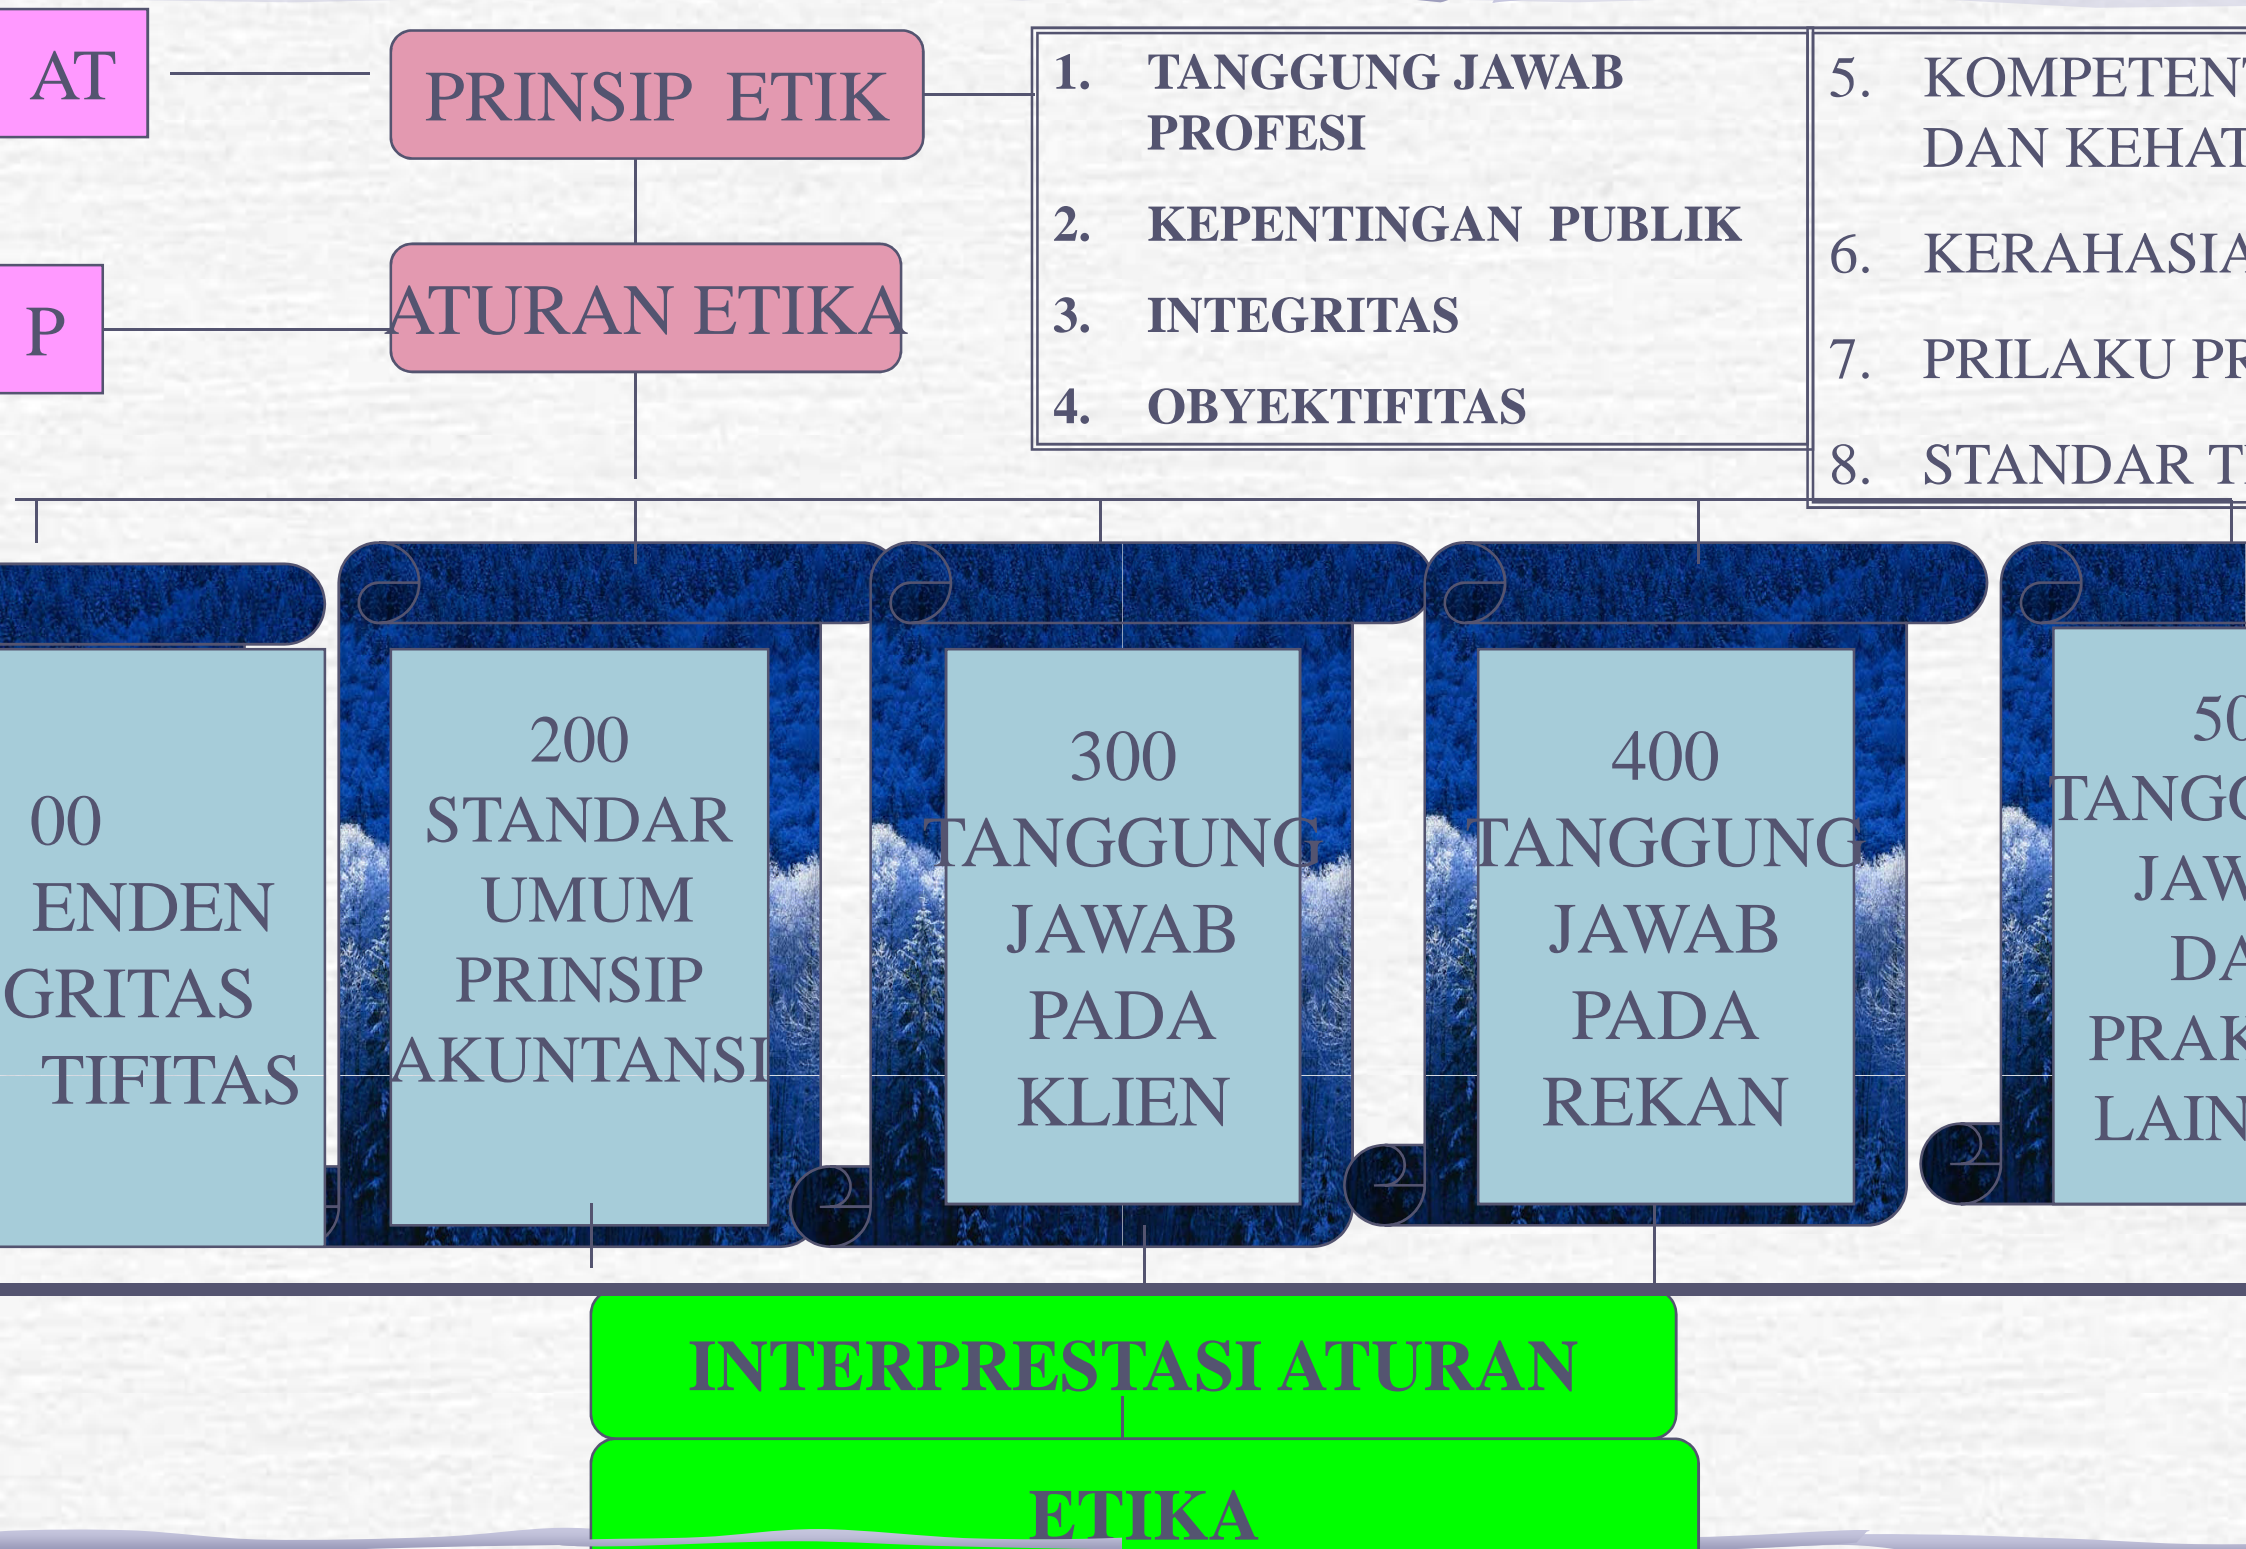 AT
PRINSIP ETIK
1. TANGGUNG JAWAB
PROFESI
2. KEPENTINGAN PUBLIK
3. INTEGRITAS
4. OBYEKTIFITAS
5. KOMPETEN
DAN KEHAT
6. KERAHASIA
7. PRILAKU PR
8. STANDAR T
P
ATURAN ETIKA
00
ENDEN
GRITAS
TIFITAS
200
STANDAR
UMUM
PRINSIP
AKUNTANSI
300
TANGGUNG
JAWAB
PADA
KLIEN
400
TANGGUNG
JAWAB
PADA
REKAN
50
TANGG
JAW
DA
PRAK
LAIN
INTERPRESTASI ATURAN
ETIKA